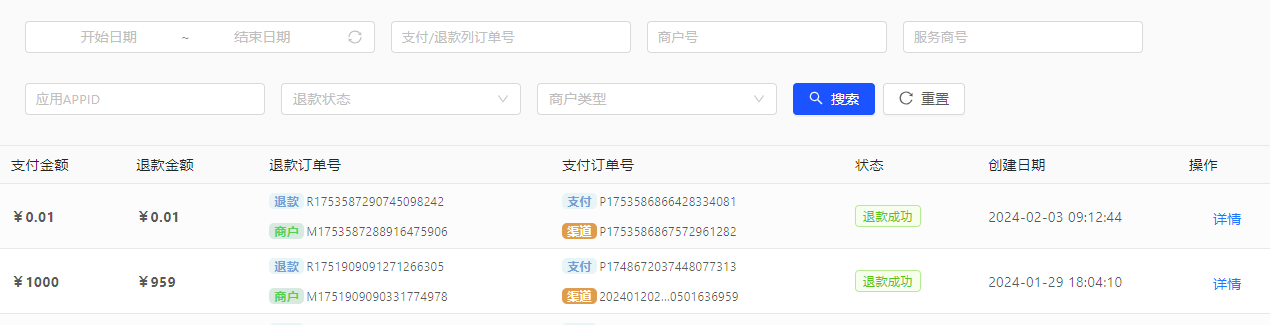 开始日期 ~ 结束日期 支付/退款列订单号 商户号 服务商号
应用APPID 退款状态 商户类型 搜索 重置
支付金额 退款金额 退款订单号 支付订单号 状态 创建日期 操作
退款 R1753587290745098242 支付 P1753586866428334081
￥0.01 ￥0.01 退款成功 2024-02-03 09:12:44 详情
商户 M1753587288916475906 渠道 P1753586867572961282
退款 R1751909091271266305 支付 P1748672037448077313
￥1000 ￥959 退款成功 2024-01-29 18:04:10 详情
商户 M1751909090331774978 渠道 202401202...0501636959